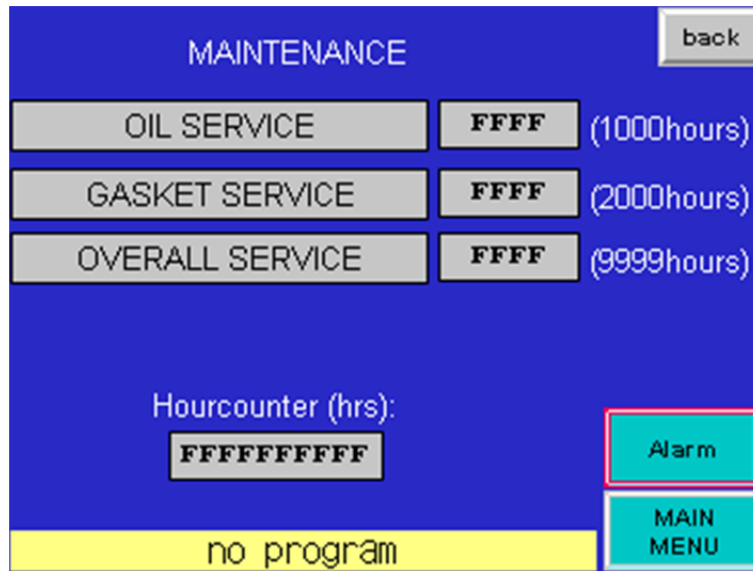 MAINTENANCE
back
OIL SERVICE FFFF (1000hours)
GASKET SERVICE FFFF (2000hours)
OVERALL SERVICE FFFF (9999hours)
Hourcounter (hrs):
FFFFFFFFFF
Alarm
MAIN
MENU
no program